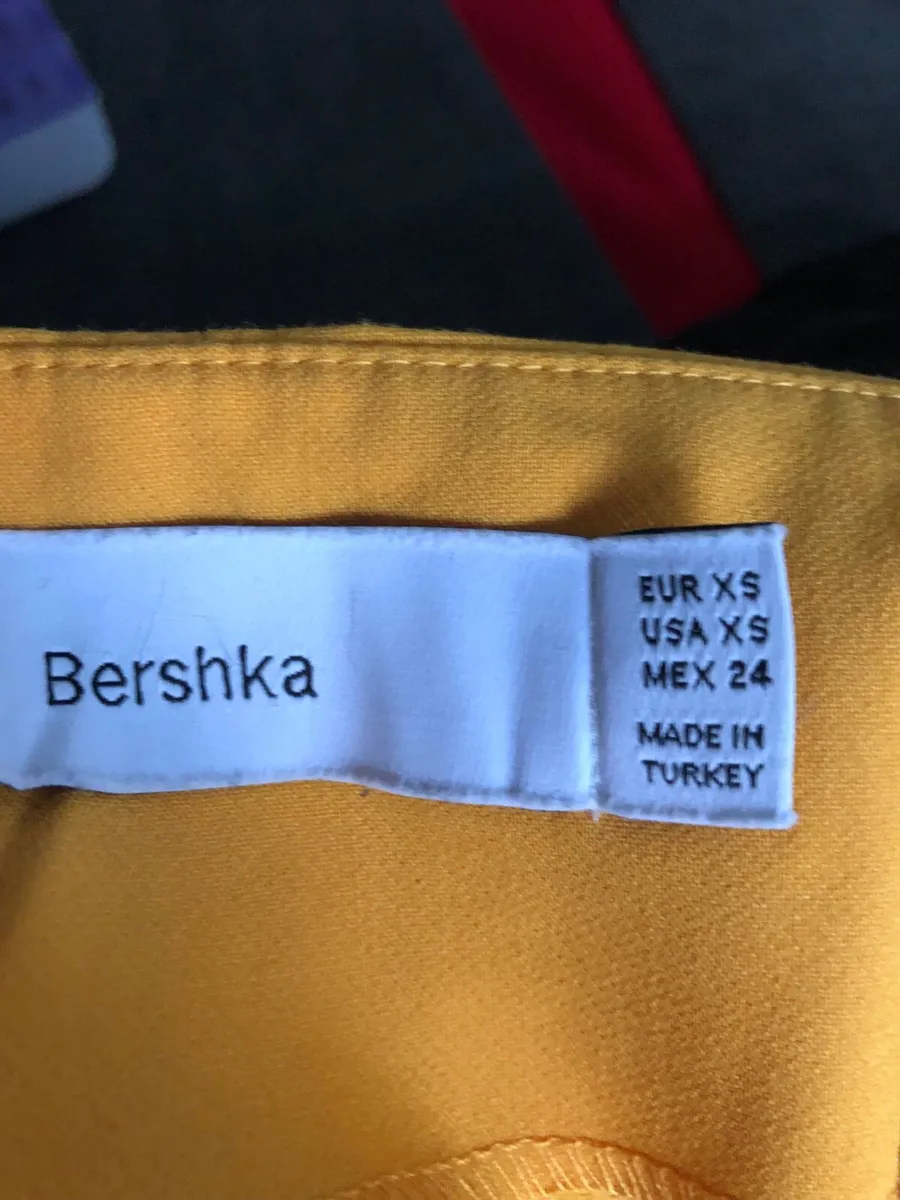 Bershka
EUR XS
USA XS
MEX 24
MADE IN
TURKEY